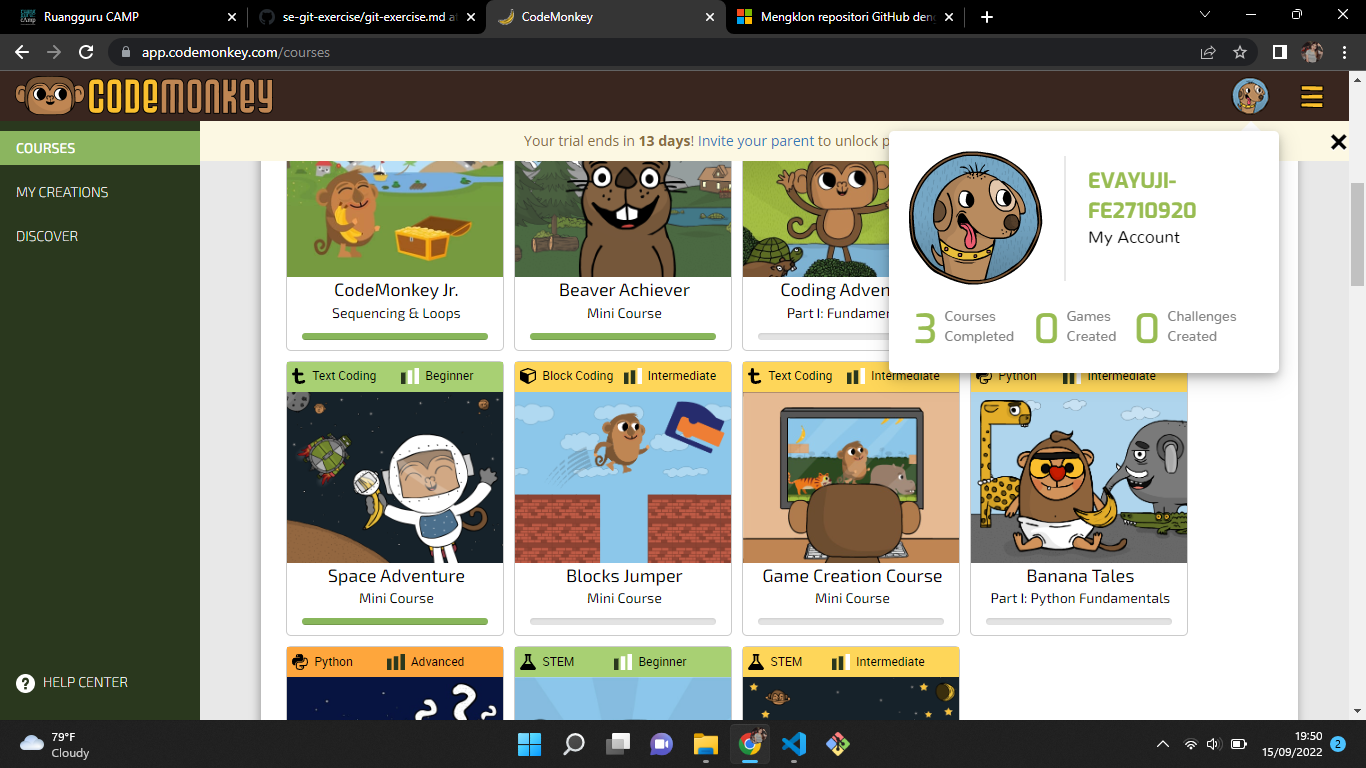 Ruangguru CAMP
se-git-exercise/git-exercise.md at
CodeMonkey
Mengklon repositori GitHub den
app.codemonkey.com/courses
CODEMONKEY
COURSES
MY CREATIONS
DISCOVER
HELP CENTER
Your trial ends in 13 days! Invite your parent to unlock p
EVAYUJI-
FE2710920
My Account
3 Courses Completed
0 Games Created
0 Challenges Created
CodeMonkey Jr.
Sequencing & Loops
Beaver Achiever
Mini Course
Coding Adven
Part I: Fundamen
Text Coding Beginner
Space Adventure
Mini Course
Block Coding Intermediate
Blocks Jumper
Mini Course
Text Coding Intermediate
Game Creation Course
Mini Course
Python Intermediate
Banana Tales
Part I: Python Fundamentals
Python Advanced
? ? ?
STEM Beginner
STEM Intermediate
79°F
Cloudy
19:50
15/09/2022
2